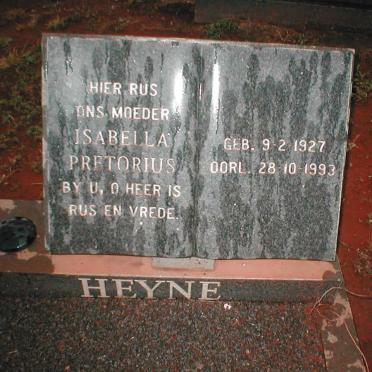 HIER RUS
ONS MOEDER
ISABELLA
PRETORIUS
BY U, O HEER IS
RUS EN VREDE.
GEB. 9-2-1927
OORL. 28-10-1993
HEYNE